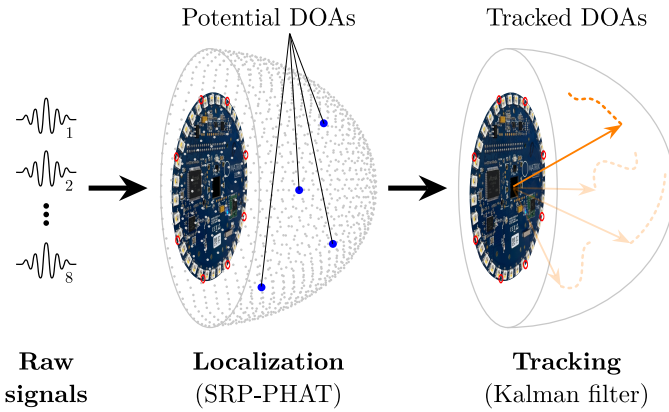 Potential DOAs
Tracked DOAs
1
2
8
Raw
signals
Localization
(SRP-PHAT)
Tracking
(Kalman filter)